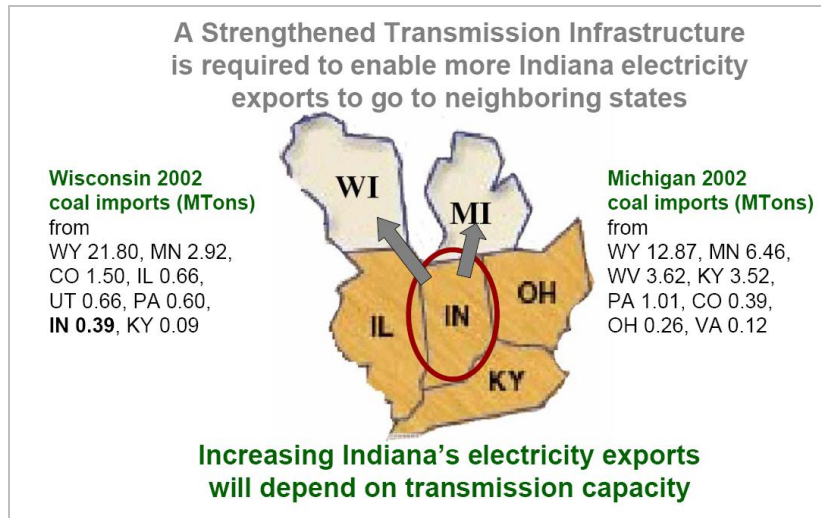 A Strengthened Transmission Infrastructure
is required to enable more Indiana electricity
exports to go to neighboring states
Wisconsin 2002
coal imports (MTons)
from
WY 21.80, MN 2.92,
CO 1.50, IL 0.66,
UT 0.66, PA 0.60,
IN 0.39, KY 0.09
WI
MI
IL
IN
OH
KY
Michigan 2002
coal imports (MTons)
from
WY 12.87, MN 6.46,
WV 3.62, KY 3.52,
PA 1.01, CO 0.39,
OH 0.26, VA 0.12
Increasing Indiana's electricity exports
will depend on transmission capacity